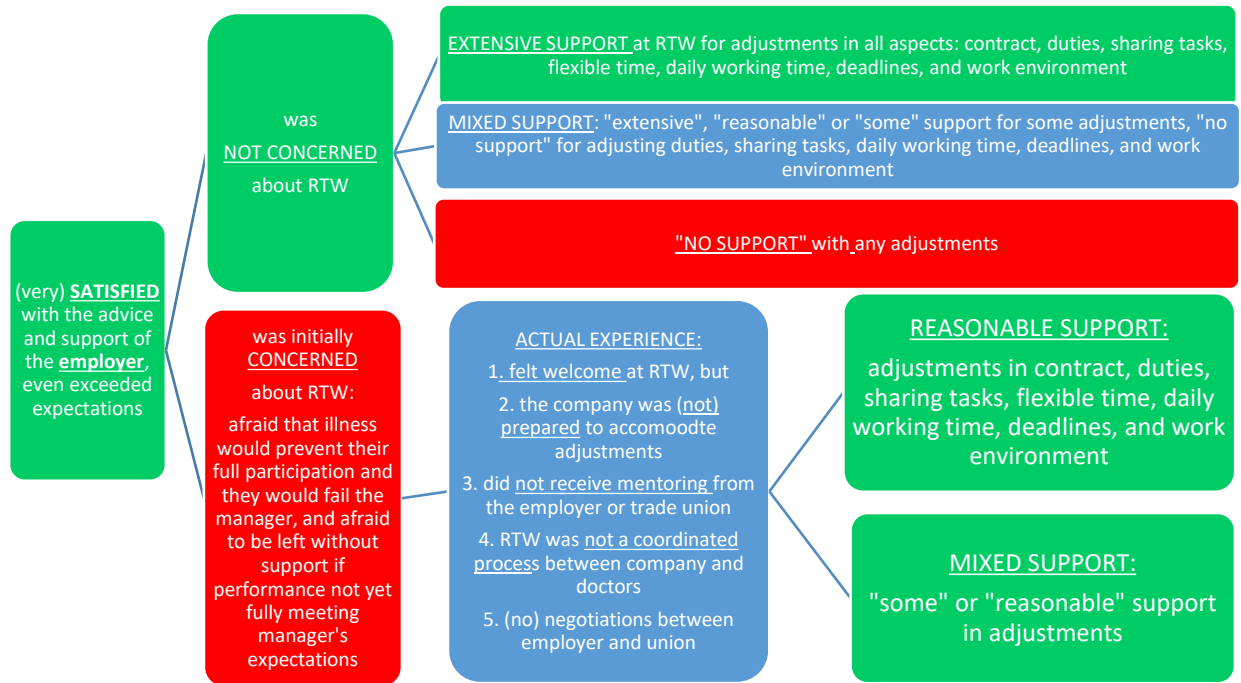 (very) SATISFIED
with the advice
and support of
the employer,
even exceeded
expectations
was
NOT CONCERNED
about RTW
EXTENSIVE SUPPORT at RTW for adjustments in all aspects: contract, duties, sharing tasks,
flexible time, daily working time, deadlines, and work environment
MIXED SUPPORT: "extensive", "reasonable" or "some" support for some adjustments, "no
support" for adjusting duties, sharing tasks, daily working time, deadlines, and work
environment
"NO SUPPORT" with any adjustments
was initially
CONCERNED
about RTW:
afraid that illness
would prevent their
full participation and
they would fail the
manager, and afraid
to be left without
support if
performance not yet
fully meeting
manager's
expectations
ACTUAL EXPERIENCE:
1. felt welcome at RTW, but
2. the company was (not)
prepared to accomoodte
adjustments
3. did not receive mentoring from
the employer or trade union
4. RTW was not a coordinated
process between company and
doctors
5. (no) negotiations between
employer and union
REASONABLE SUPPORT:
adjustments in contract, duties,
sharing tasks, flexible time, daily
working time, deadlines, and work
environment
MIXED SUPPORT:
"some" or "reasonable" support
in adjustments